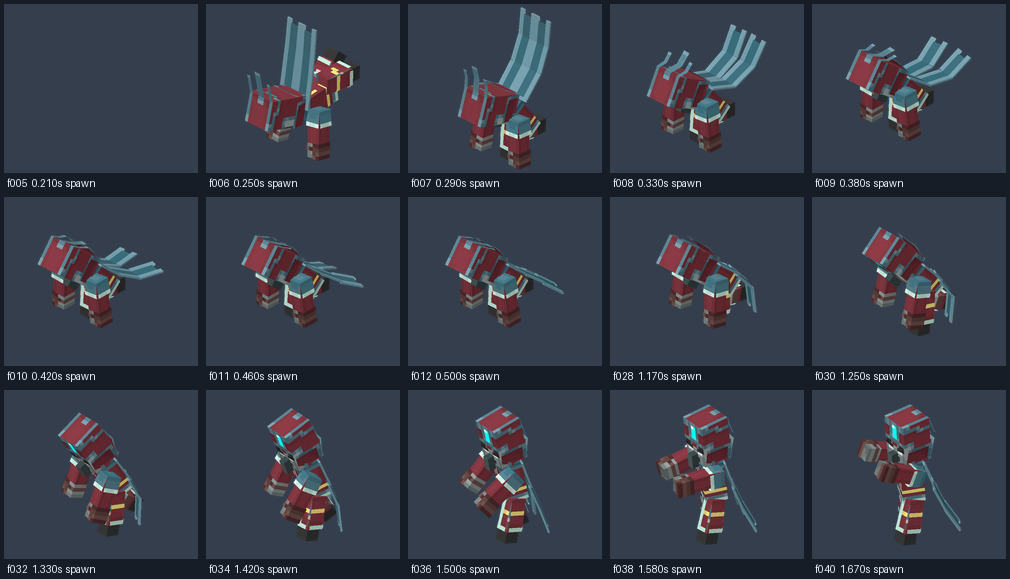 f005 0.210s spawn
f006 0.250s spawn
f007 0.290s spawn
f008 0.330s spawn
f009 0.380s spawn
f010 0.420s spawn
f011 0.460s spawn
f012 0.500s spawn
f028 1.170s spawn
f030 1.250s spawn
f032 1.330s spawn
f034 1.420s spawn
f036 1.500s spawn
f038 1.580s spawn
f040 1.670s spawn